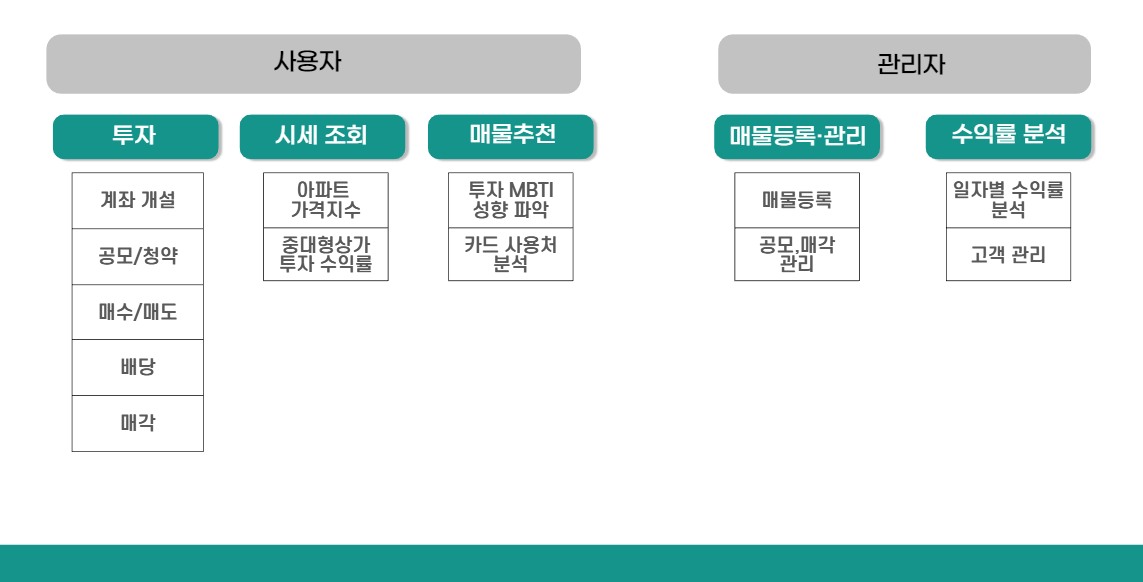 사용자
관리자
투자
시세 조회
매물추천
매물등록·관리
수익률 분석
계좌 개설
공모/청약
매수/매도
배당
매각
아파트
가격지수
중대형상가
투자 수익률
투자 MBTI
성향 파악
카드 사용처
분석
매물등록
공모,매각
관리
일자별 수익률
분석
고객 관리